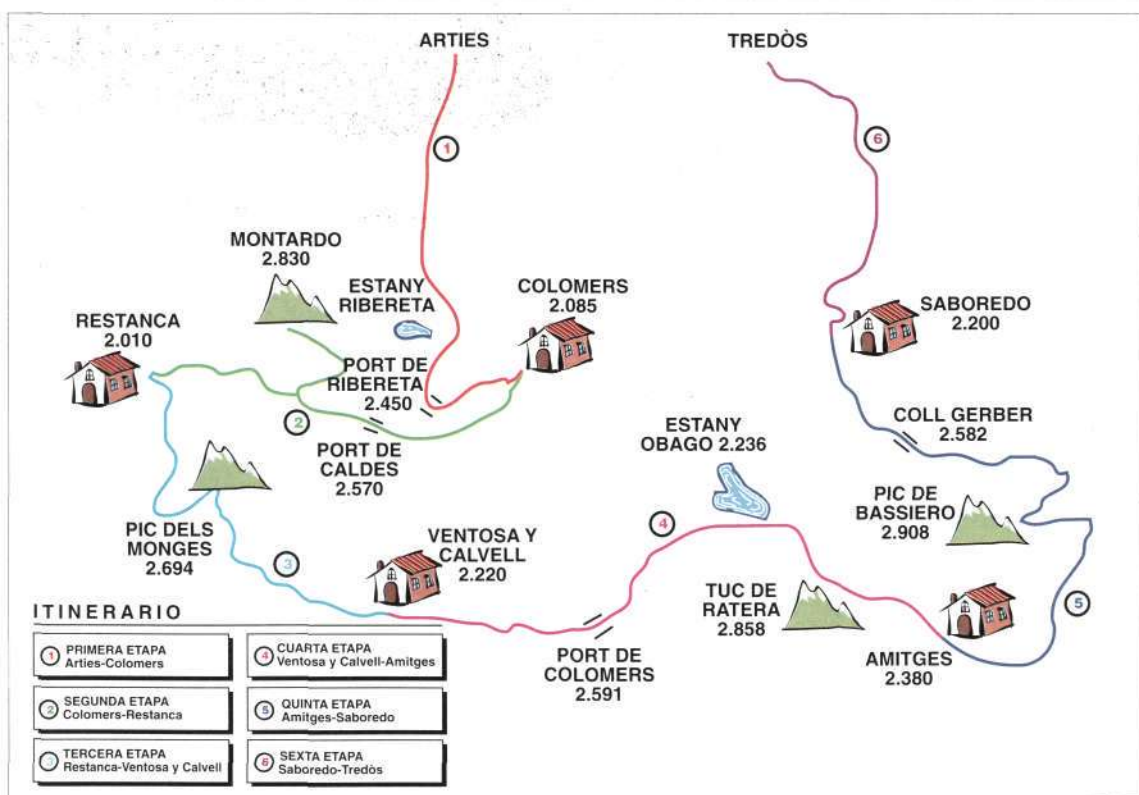 ARTIES
TREDÒS
1
6
MONTARDO
2.830
ESTANY
RIBERETA
COLOMERS
2.085
SABOREDO
2.200
RESTANCA
2.010
PORT DE
RIBERETA
2.450
2
PORT DE
CALDES
2.570
ESTANY
OBAGO 2.236
COLL GERBER
2.582
PIC DE
BASSIERO
2.908
4
PIC DELS
MONGES
2.694
3
VENTOSA Y
CALVELL
2.220
TUC DE
RATERA
2.858
5
AMITGES
2.380
PORT DE
COLOMERS
2.591
ITINERARIO
1 PRIMERA ETAPA
Arties-Colomers
2 SEGUNDA ETAPA
Colomers-Restanca
3 TERCERA ETAPA
Restanca-Ventosa y Calvell
4 CUARTA ETAPA
Ventosa y Calvell-Amitges
5 QUINTA ETAPA
Amitges-Saboredo
6 SEXTA ETAPA
Saboredo-Tredòs